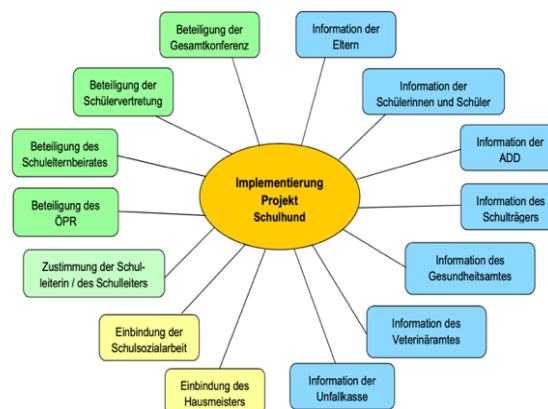 Beteiligung der
Gesamtkonferenz
Information der
Eltern
Beteiligung der
Schülervertretung
Information der
Schülerinnen und Schüler
Beteiligung des
Schulelternbeirates
Information der
ADD
Implementierung
Projekt
Schulhund
Beteiligung des
ÖPR
Information des
Schulträgers
Zustimmung der Schul-
leiterin / des Schulleiters
Information des
Gesundheitsamtes
Einbindung der
Schulsozialarbeit
Information des
Veterinäramtes
Einbindung des
Hausmeisters
Information der
Unfallkasse